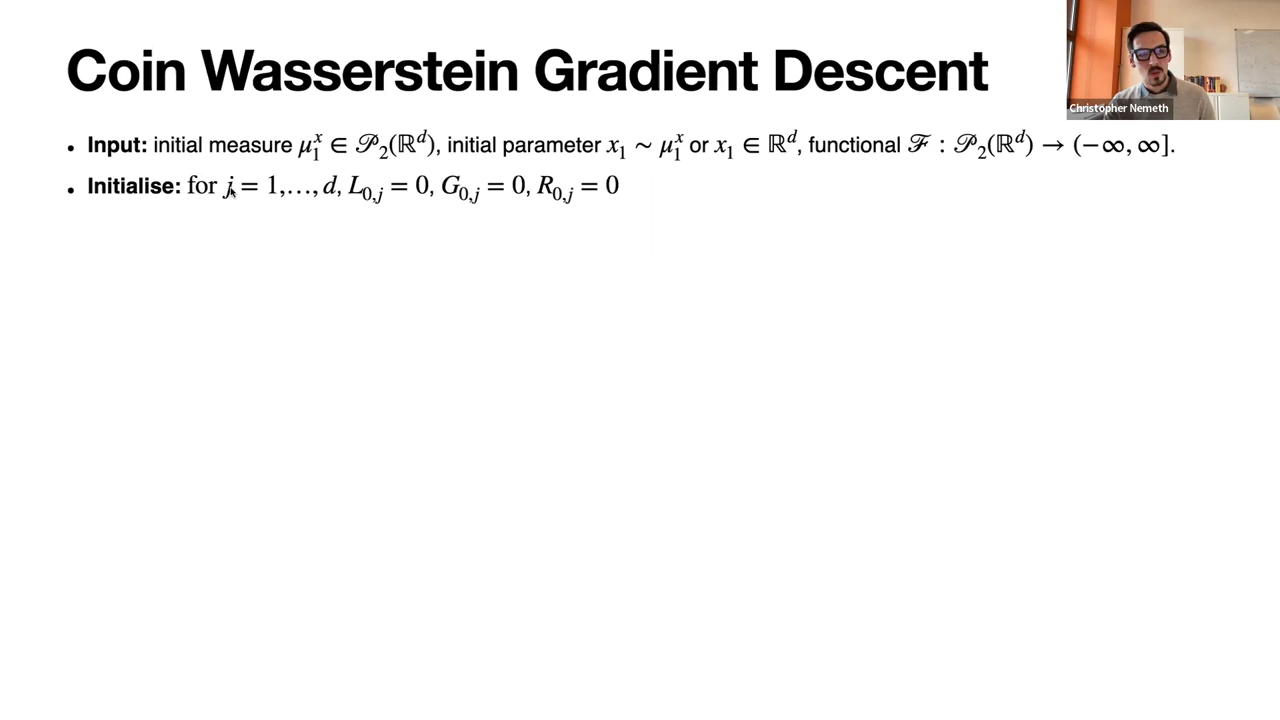 Coin Wasserstein Gradient Descent
Christopher Nemeth
• Input: initial measure μ₁ˣ ∈ 𝒫₂(ℝᵈ), initial parameter x₁ ∼ μ₁ˣ or x₁ ∈ ℝᵈ, functional ℱ : 𝒫₂(ℝᵈ) → (−∞, ∞].
• Initialise: for j = 1,…, d, L₀,ⱼ = 0, G₀,ⱼ = 0, R₀,ⱼ = 0